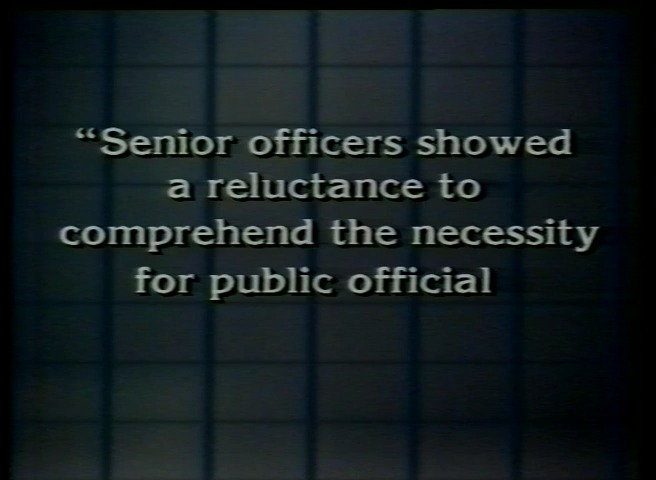 “Senior officers showed
a reluctance to
comprehend the necessity
for public official